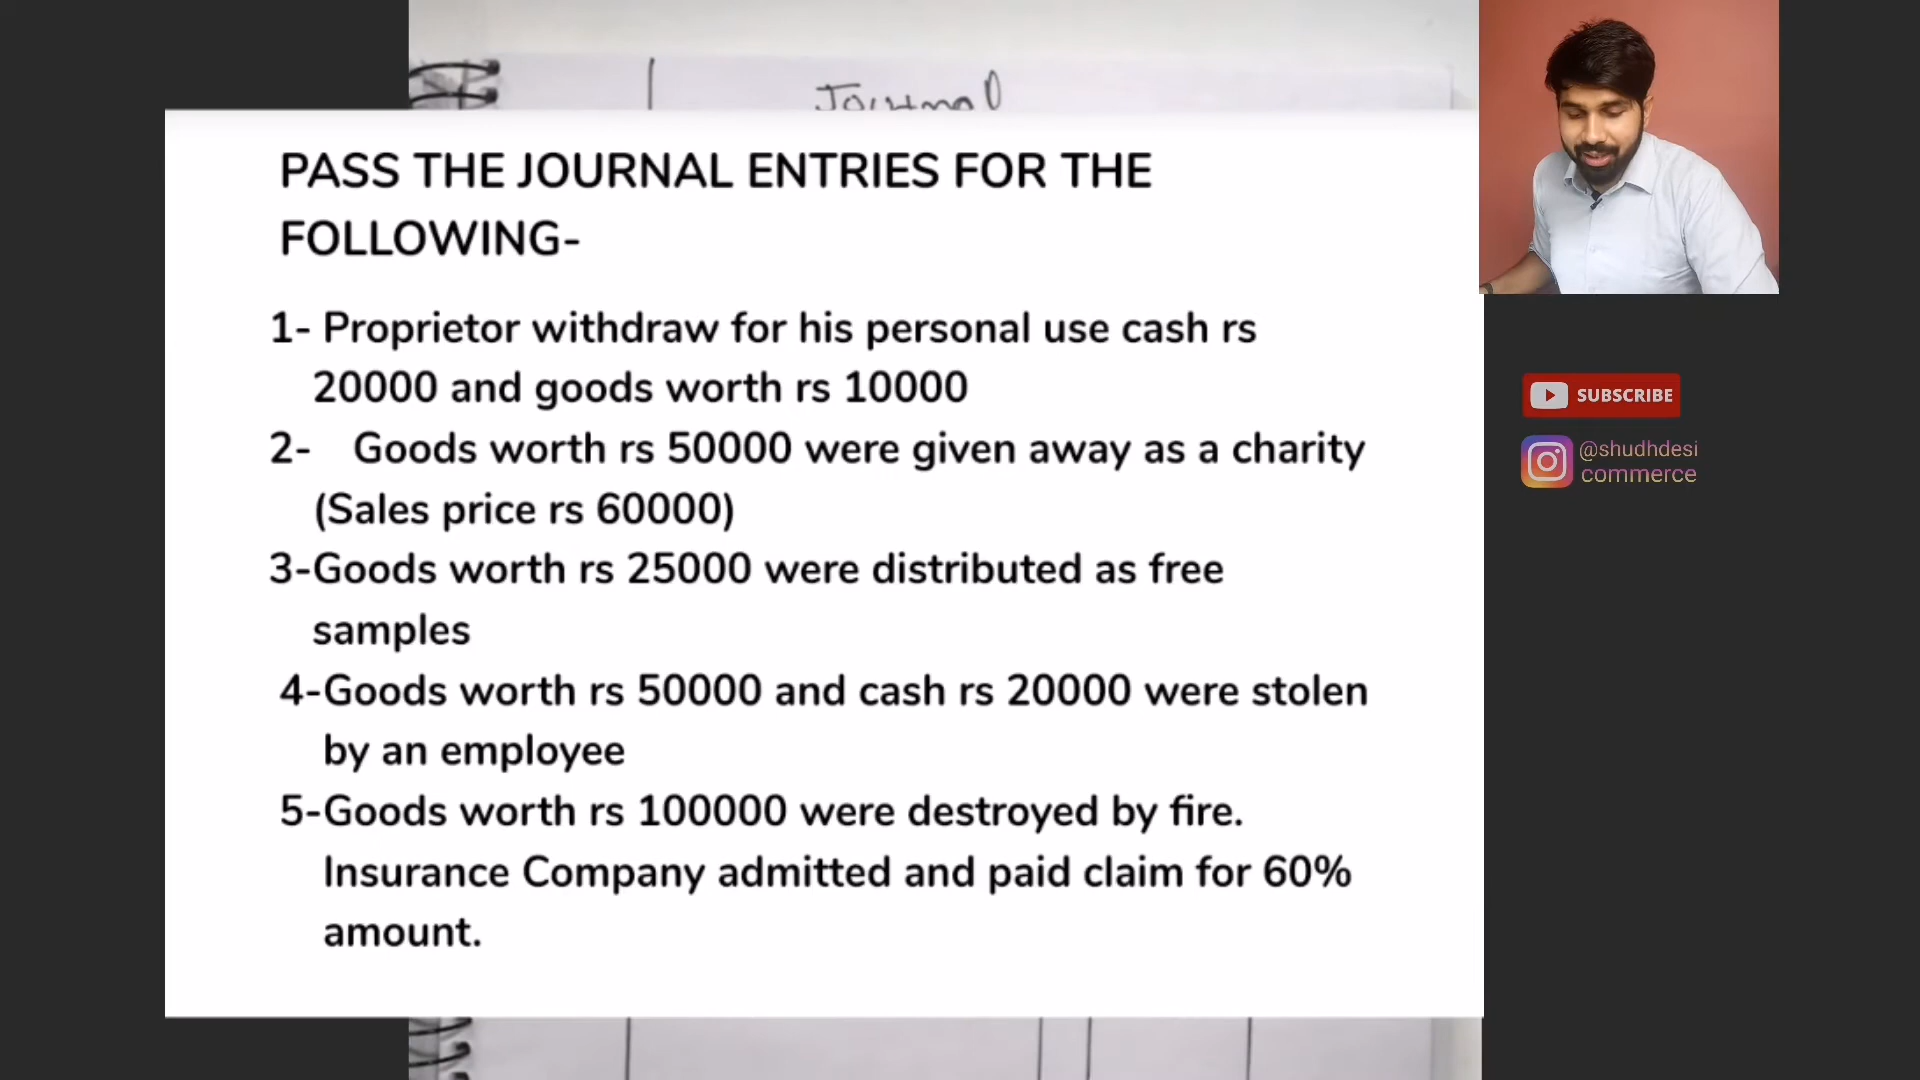 Journal
PASS THE JOURNAL ENTRIES FOR THE
FOLLOWING-
1- Proprietor withdraw for his personal use cash rs
20000 and goods worth rs 10000
2- Goods worth rs 50000 were given away as a charity
(Sales price rs 60000)
3-Goods worth rs 25000 were distributed as free
samples
4-Goods worth rs 50000 and cash rs 20000 were stolen
by an employee
5-Goods worth rs 100000 were destroyed by fire.
Insurance Company admitted and paid claim for 60%
amount.
SUBSCRIBE
@shudhdesi
commerce